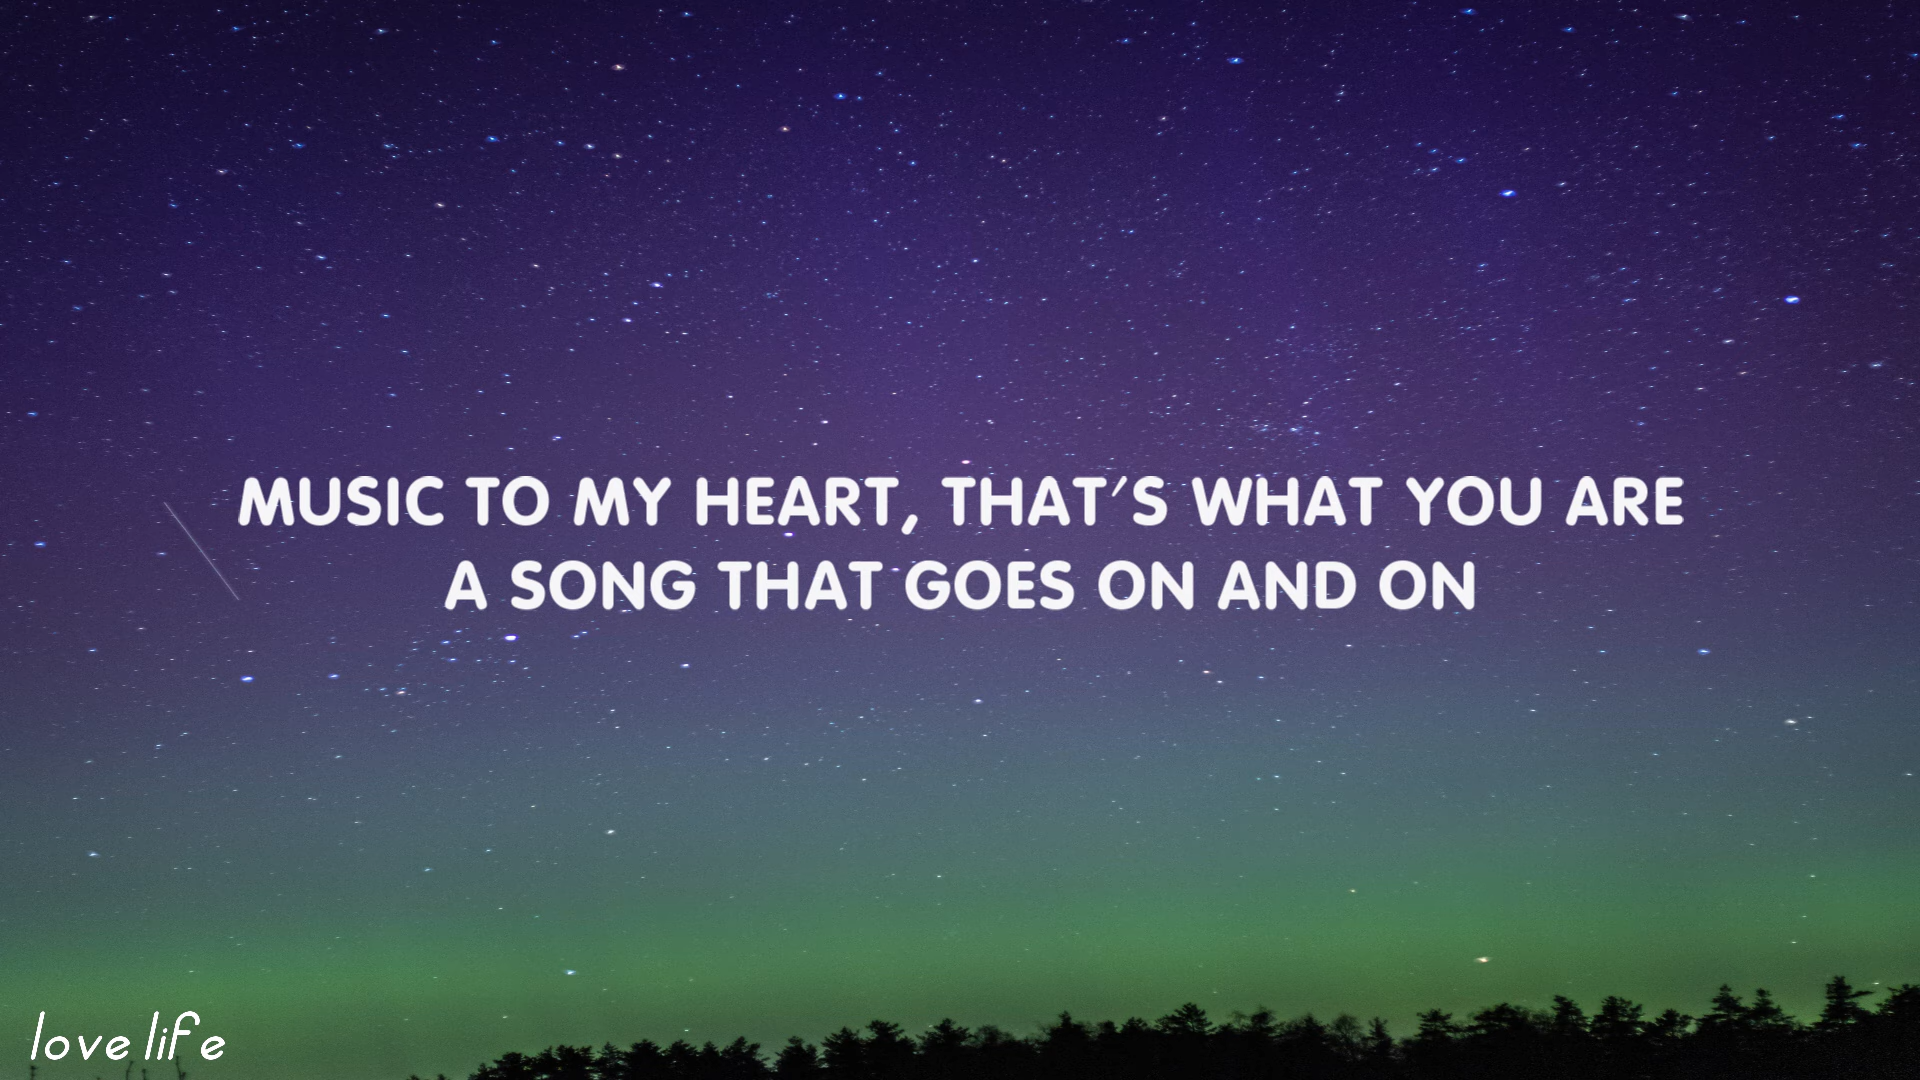 MUSIC TO MY HEART, THAT'S WHAT YOU ARE
A SONG THAT GOES ON AND ON
love life